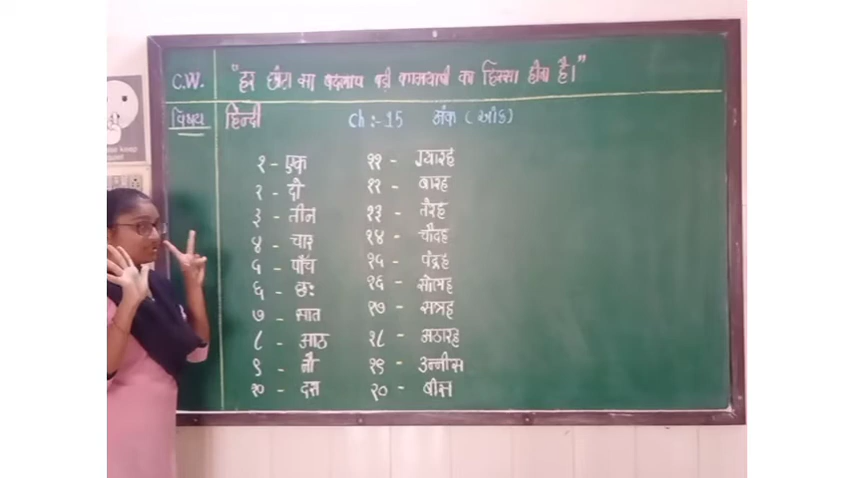 C.W. "हर छोटा सा बदलाव बड़ी कामयाबी का हिस्सा होता है।"
विषय हिन्दी Ch :- 15 अंक (આંક)
१ - एक ११ - ग्यारह
२ - दो १२ - बारह
३ - तीन १३ - तेरह
४ - चार १४ - चौदह
५ - पाँच १५ - पंद्रह
६ - छः १६ - सोलह
७ - सात १७ - सत्रह
८ - आठ १८ - अठारह
९ - नौ १९ - उन्नीस
१० - दस २० - बीस